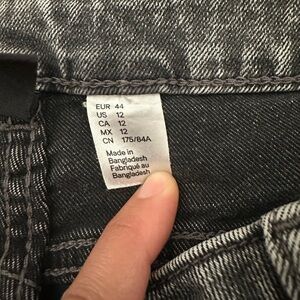 EUR 44
US 12
CA 12
MX 12
CN 175/84A
Made in
Bangladesh
Fabriqué au
Bangladesh